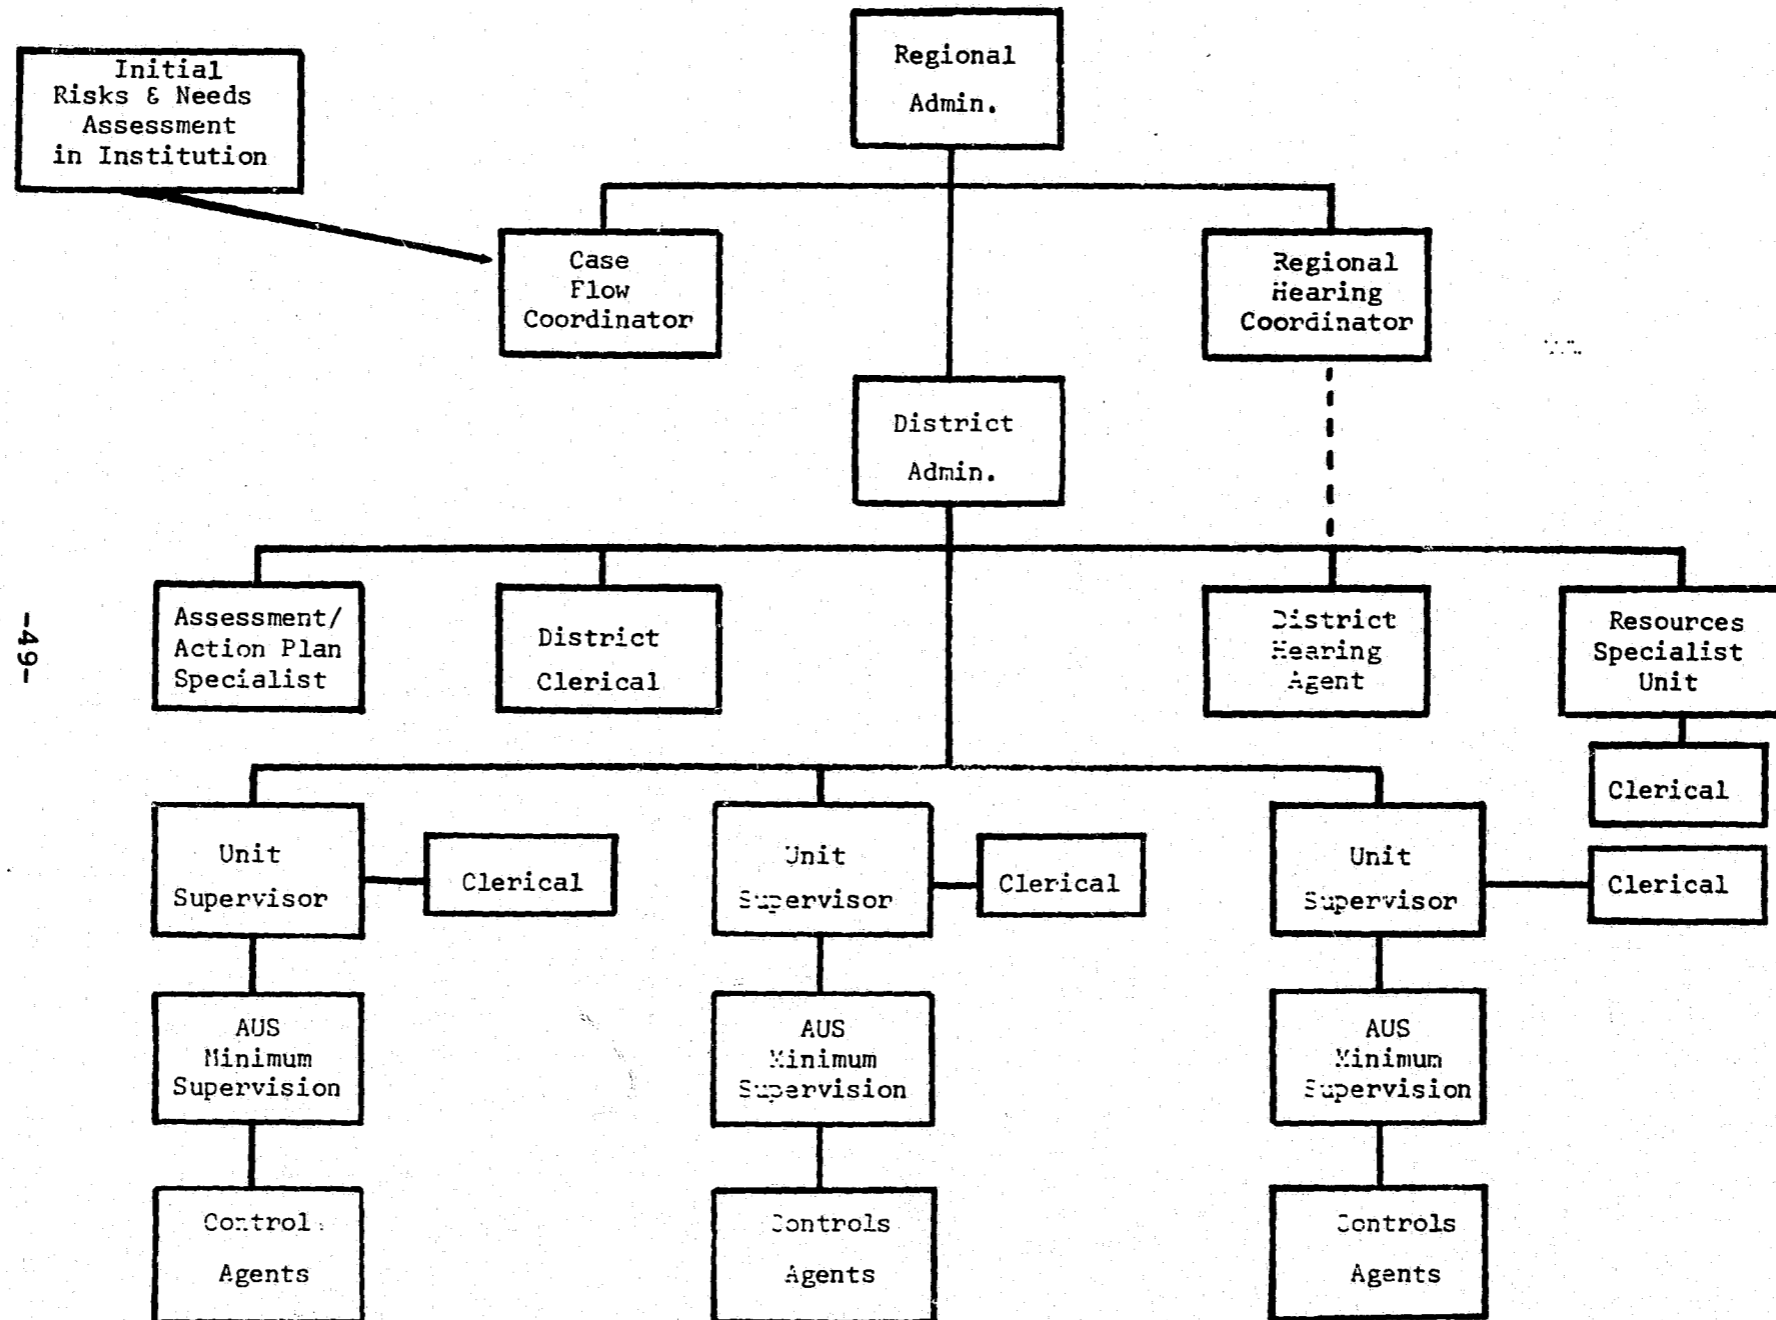 Initial
Risks & Needs
Assessment
in Institution
Regional
Admin.
Case
Flow
Coordinator
Regional
Hearing
Coordinator
District
Admin.
-49-
Assessment/
Action Plan
Specialist
District
Clerical
District
Hearing
Agent
Resources
Specialist
Unit
Clerical
Unit
Supervisor
Clerical
Unit
Supervisor
Clerical
Unit
Supervisor
Clerical
AUS
Minimum
Supervision
AUS
Minimum
Supervision
AUS
Minimum
Supervision
Control
Agents
Controls
Agents
Controls
Agents